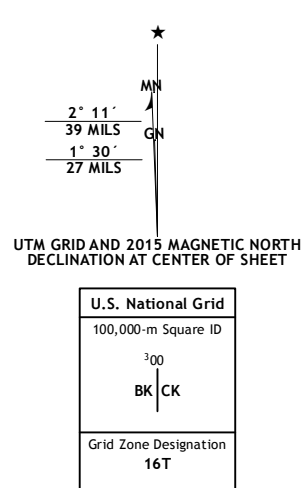 ★
MN
2° 11´
39 MILS
GN
1° 30´
27 MILS
UTM GRID AND 2015 MAGNETIC NORTH
DECLINATION AT CENTER OF SHEET
U.S. National Grid
100,000-m Square ID
³00
BK CK
Grid Zone Designation
16T